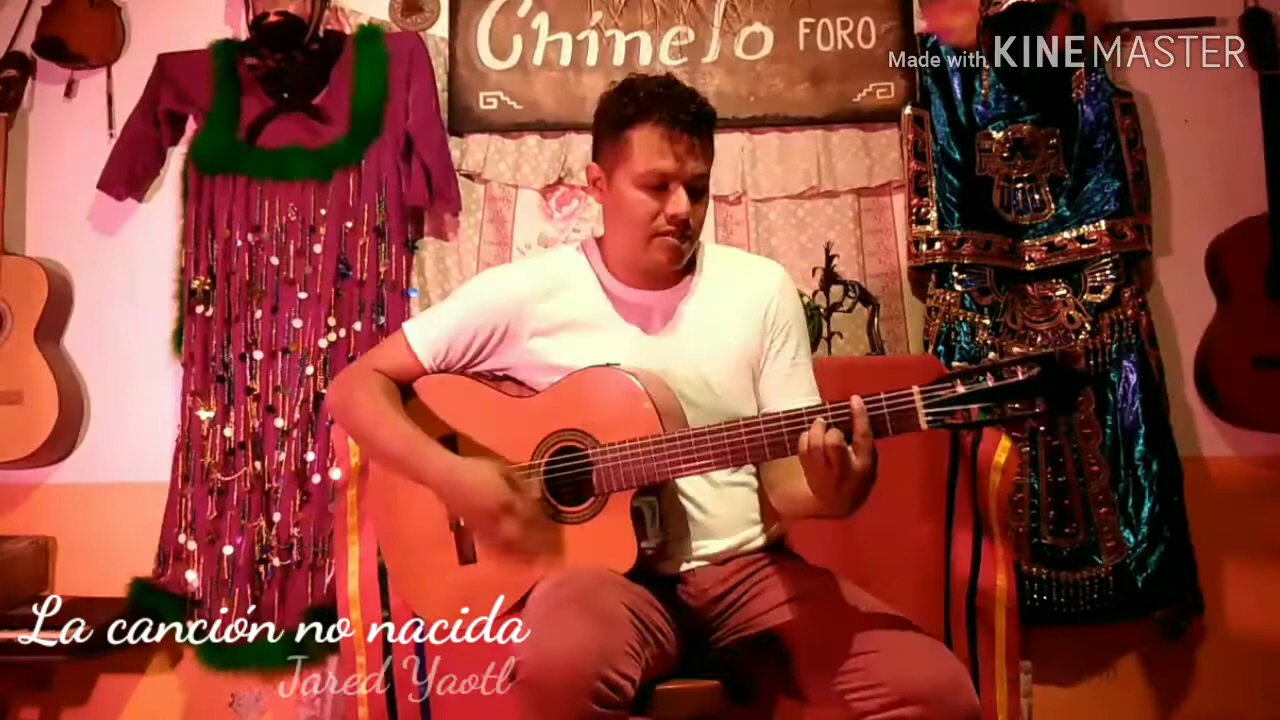 Chinelo FORO
Made with KINEMASTER
La canción no nacida
Jared Yaotl